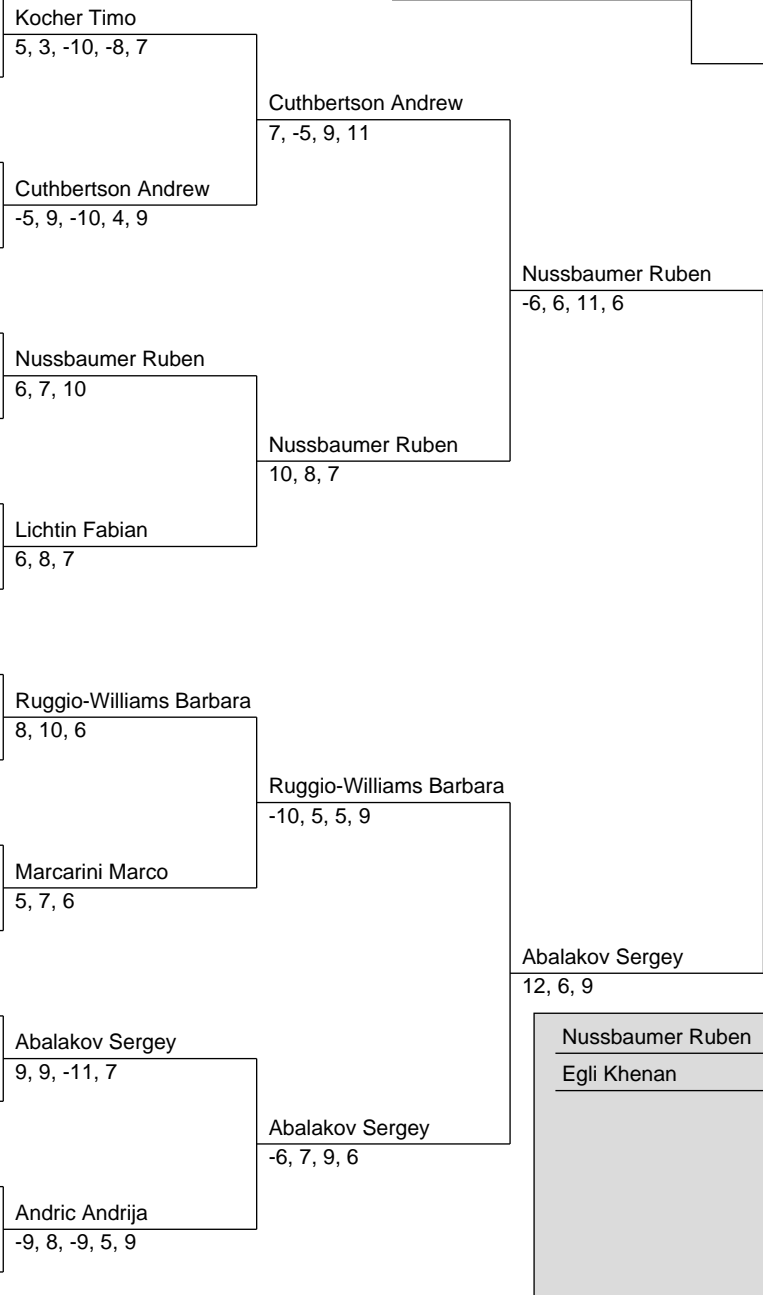 Kocher Timo
5, 3, -10, -8, 7
Cuthbertson Andrew
7, -5, 9, 11
Cuthbertson Andrew
-5, 9, -10, 4, 9
Nussbaumer Ruben
-6, 6, 11, 6
Nussbaumer Ruben
6, 7, 10
Nussbaumer Ruben
10, 8, 7
Lichtin Fabian
6, 8, 7
Ruggio-Williams Barbara
8, 10, 6
Ruggio-Williams Barbara
-10, 5, 5, 9
Marcarini Marco
5, 7, 6
Abalakov Sergey
12, 6, 9
Nussbaumer Ruben
Egli Khenan
Abalakov Sergey
9, 9, -11, 7
Abalakov Sergey
-6, 7, 9, 6
Andric Andrija
-9, 8, -9, 5, 9